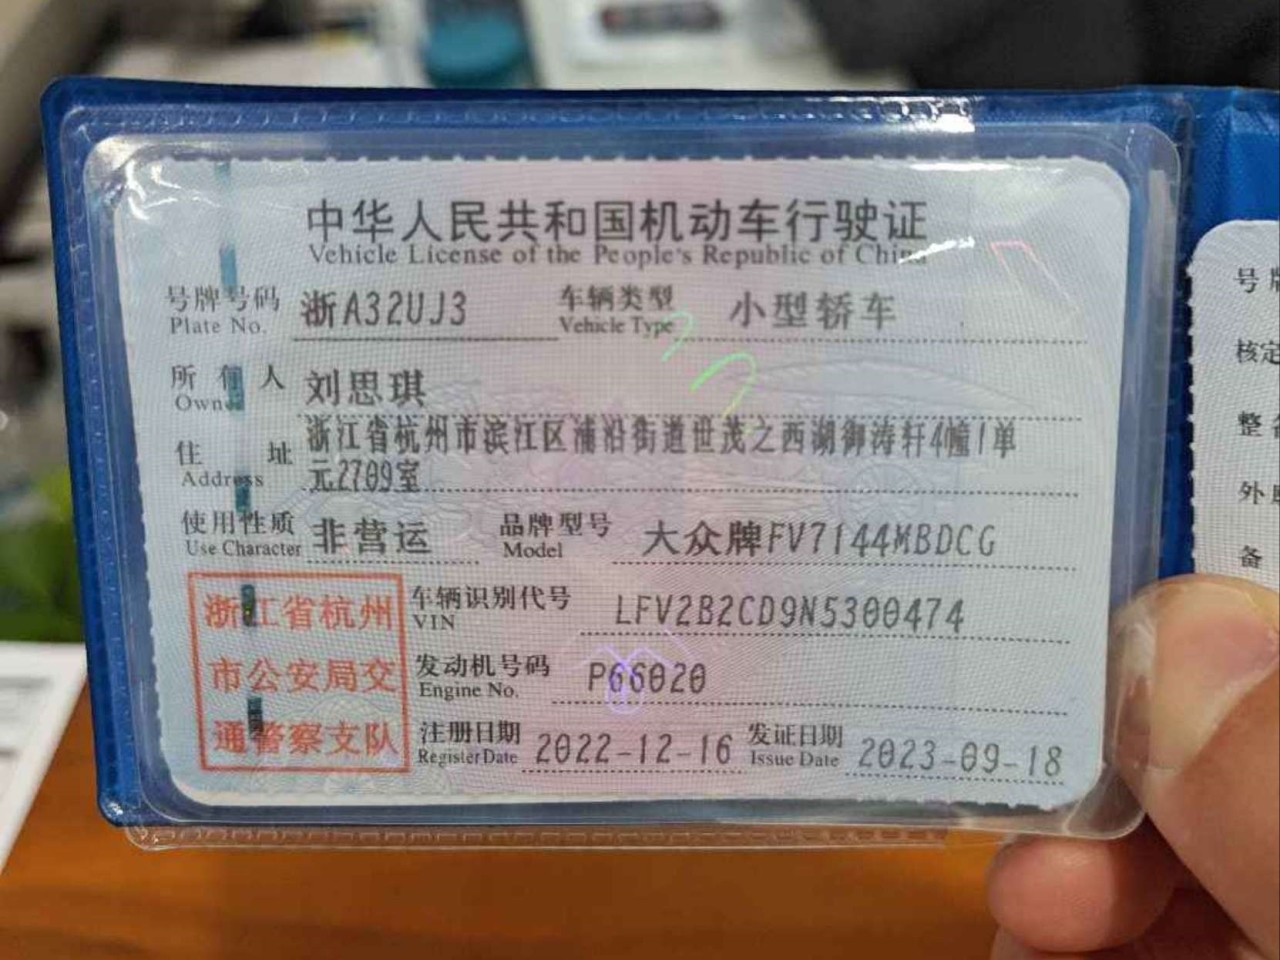 中华人民共和国机动车行驶证
Vehicle License of the People's Republic of China
号牌号码 浙A32UJ3 车辆类型 小型轿车
Plate No. Vehicle Type
所有人 刘思琪
Owner
住址 浙江省杭州市滨江区浦沿街道世茂之西湖御涛轩4幢1单
Address 元2709室
使用性质 非营运 品牌型号 大众牌FV7144MBDCG
Use Character Model
浙江省杭州
市公安局交
通警察支队
车辆识别代号 LFV2B2CD9N5300474
VIN
发动机号码 P66020
Engine No.
注册日期 2022-12-16 发证日期 2023-09-18
Register Date Issue Date
号牌
核定
整备
外
备